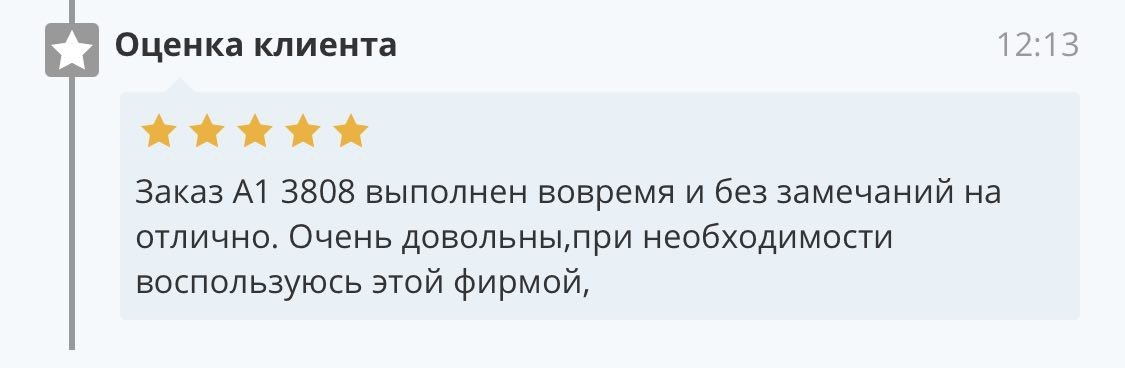 Оценка клиента 12:13
Заказ А1 3808 выполнен вовремя и без замечаний на
отлично. Очень довольны,при необходимости
воспользуюсь этой фирмой,